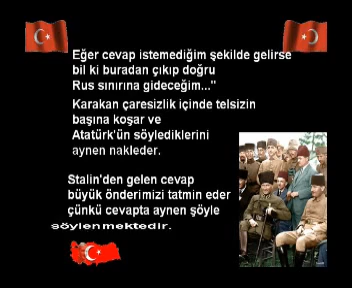 Eğer cevap istemediğim şekilde gelirse
bil ki buradan çıkıp doğru
Rus sınırına gideceğim..."
Karakan çaresizlik içinde telsizin
başına koşar ve
Atatürk'ün söylediklerini
aynen nakleder.
Stalin'den gelen cevap
büyük önderimizi tatmin eder
çünkü cevapta aynen şöyle
söylenmektedir.